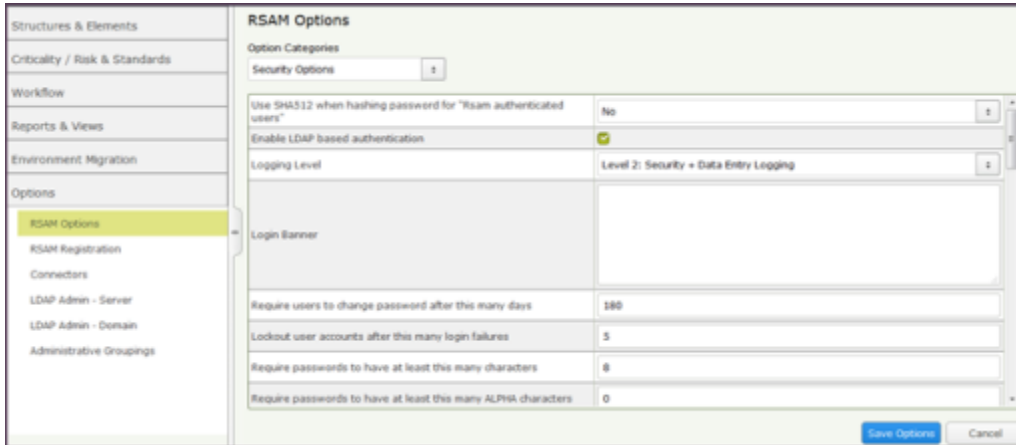 Structures & Elements
Criticality / Risk & Standards
Workflow
Reports & Views
Environment Migration
Options
RSAM Options
RSAM Registration
Connectors
LDAP Admin - Server
LDAP Admin - Domain
Administrative Groupings
RSAM Options
Option Categories
Security Options
Use SHA512 when hashing password for "Rsam authenticated
users"
No
Enable LDAP based authentication
Logging Level
Level 2: Security + Data Entry Logging
Login Banner
Require users to change password after this many days
180
Lockout user accounts after this many login failures
5
Require passwords to have at least this many characters
8
Require passwords to have at least this many ALPHA characters
0
Save Options
Cancel